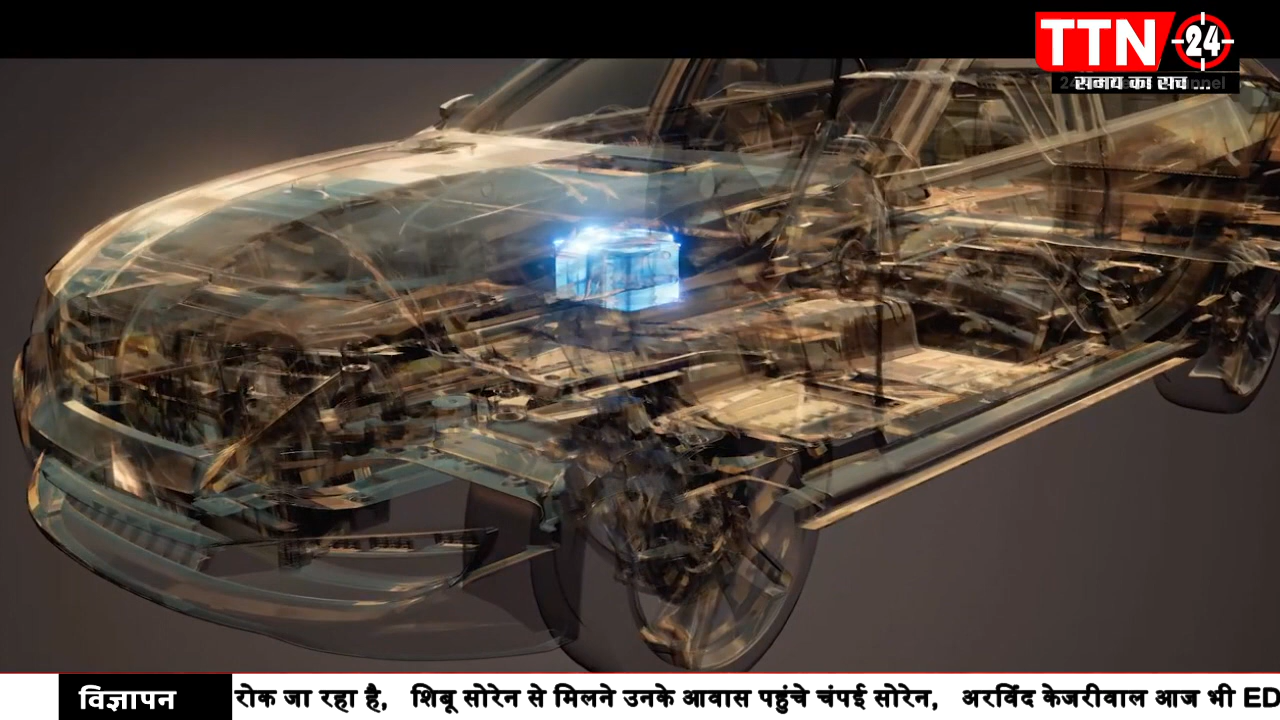 TTN 24
समय का सच ...
विज्ञापन
रोक जा रहा है, शिबू सोरेन से मिलने उनके आवास पहुंचे चंपई सोरेन, अरविंद केजरीवाल आज भी ED